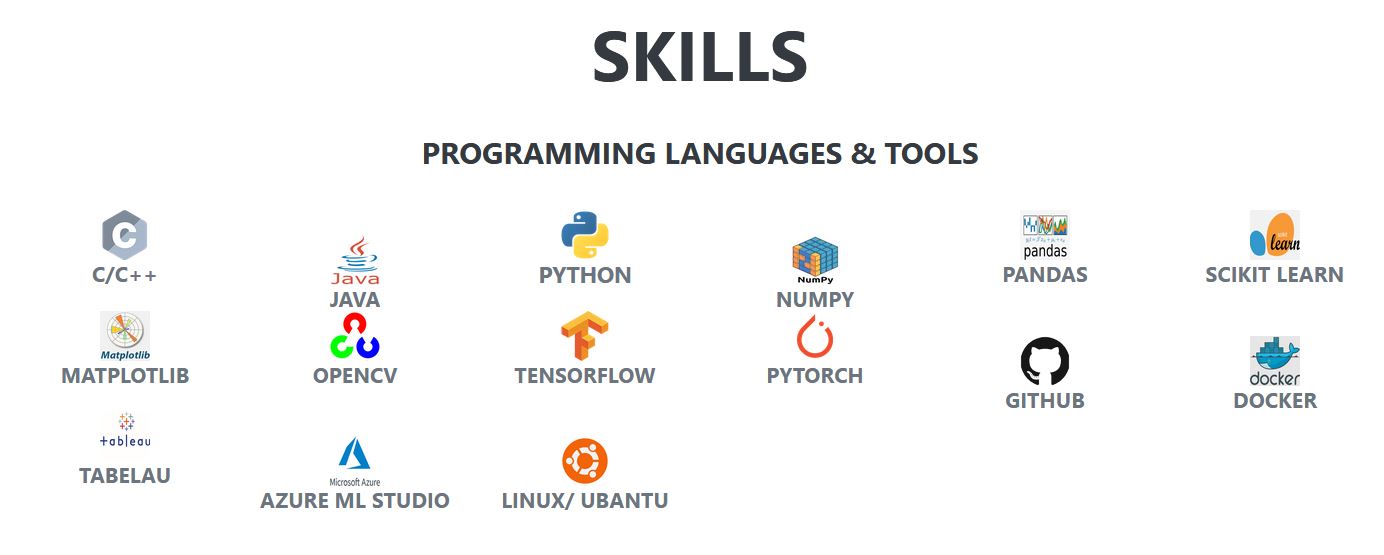 SKILLS
PROGRAMMING LANGUAGES & TOOLS
C
C/C++
Java
JAVA
PYTHON
NumPy
NUMPY
pandas
PANDAS
learn
SCIKIT LEARN
Matplotlib
MATPLOTLIB
OPENCV
TENSORFLOW
PYTORCH
GITHUB
docker
DOCKER
+ableau
TABELAU
Microsoft Azure
AZURE ML STUDIO
LINUX/ UBANTU